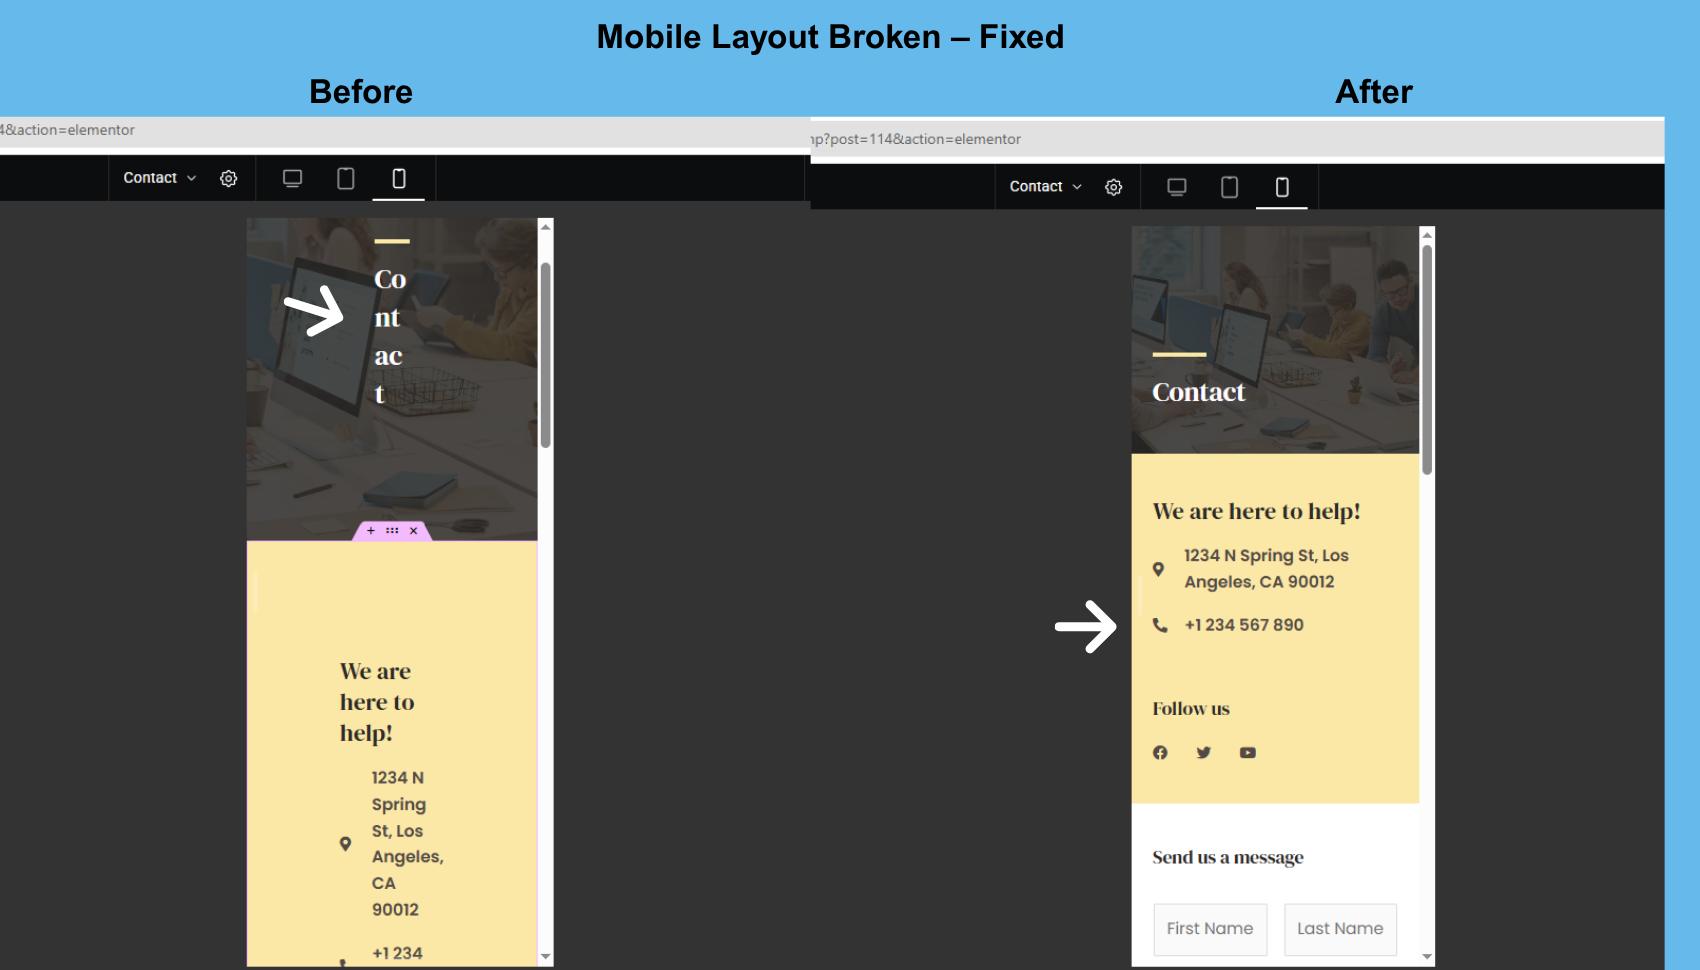 Mobile Layout Broken – Fixed
Before
After
4&action=elementor
Contact
Co
nt
ac
t
We are
here to
help!
1234 N
Spring
St, Los
Angeles,
CA
90012
+1 234
hp?post=114&action=elementor
Contact
Contact
We are here to help!
1234 N Spring St, Los
Angeles, CA 90012
+1 234 567 890
Follow us
Send us a message
First Name
Last Name